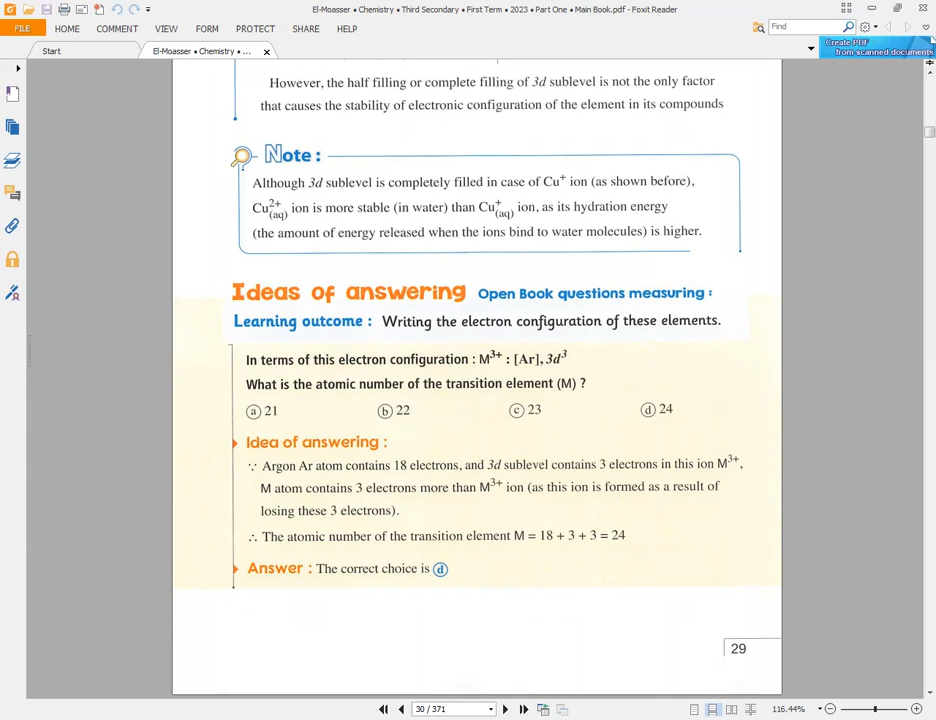 El-Moasser • Chemistry • Third Secondary • First Term • 2023 • Part One • Main Book.pdf - Foxit Reader
FILE HOME COMMENT VIEW FORM PROTECT SHARE HELP
Find
Start
El-Moasser • Chemistry • ...
Create PDF
from scanned documents
However, the half filling or complete filling of 3d sublevel is not the only factor
that causes the stability of electronic configuration of the element in its compounds
Note :
Although 3d sublevel is completely filled in case of Cu⁺ ion (as shown before),
Cu²⁺(aq) ion is more stable (in water) than Cu⁺(aq) ion, as its hydration energy
(the amount of energy released when the ions bind to water molecules) is higher.
Ideas of answering Open Book questions measuring :
Learning outcome : Writing the electron configuration of these elements.
In terms of this electron configuration : M³⁺ : [Ar], 3d³
What is the atomic number of the transition element (M) ?
a 21 b 22 c 23 d 24
Idea of answering :
∵ Argon Ar atom contains 18 electrons, and 3d sublevel contains 3 electrons in this ion M³⁺,
M atom contains 3 electrons more than M³⁺ ion (as this ion is formed as a result of
losing these 3 electrons).
∴ The atomic number of the transition element M = 18 + 3 + 3 = 24
Answer : The correct choice is d
29
30 / 371
116.44%